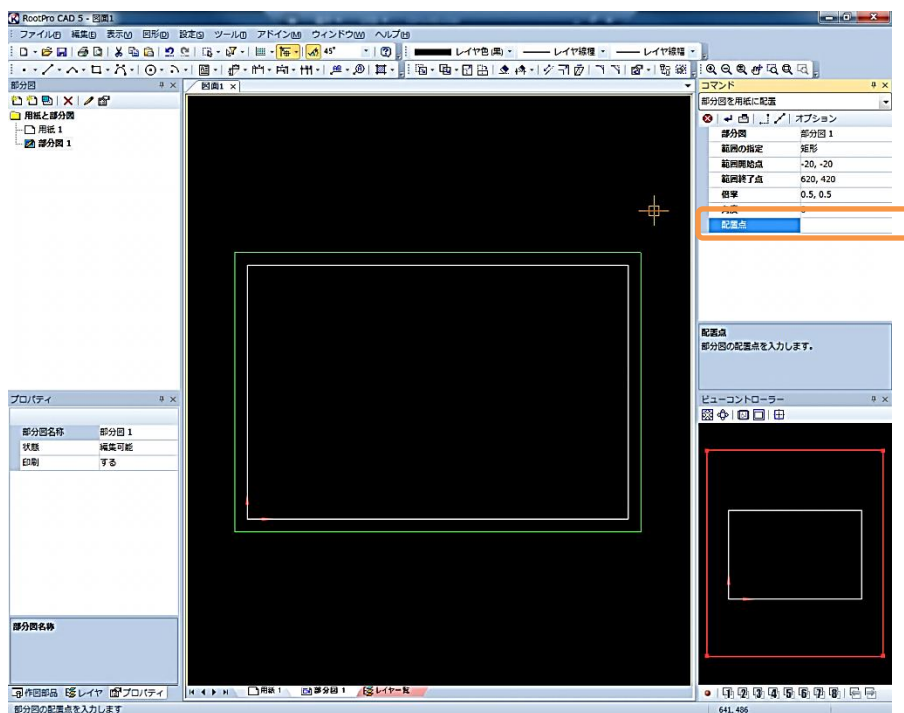 RootPro CAD 5 - 図面1
ファイル(F) 編集(E) 表示(V) 図形(D) 設定(S) ツール(T) アドイン(M) ウィンドウ(W) ヘルプ(H)
45°
レイヤ色(黒) レイヤ線種 レイヤ線幅
部分図
用紙と部分図
用紙 1
部分図 1
図面1
コマンド
部分図を用紙に配置
オプション
部分図 部分図 1
範囲の指定 矩形
範囲開始点 -20, -20
範囲終了点 620, 420
倍率 0.5, 0.5
配置点
配置点
部分図の配置点を入力します。
プロパティ
部分図名称 部分図 1
状態 編集可能
印刷 する
部分図名称
ビューコントローラー
作図部品 レイヤ プロパティ
用紙 1 部分図 1 レイヤ一覧
1 2 3 4 5 6 7 8
部分図の配置点を入力します
641, 486